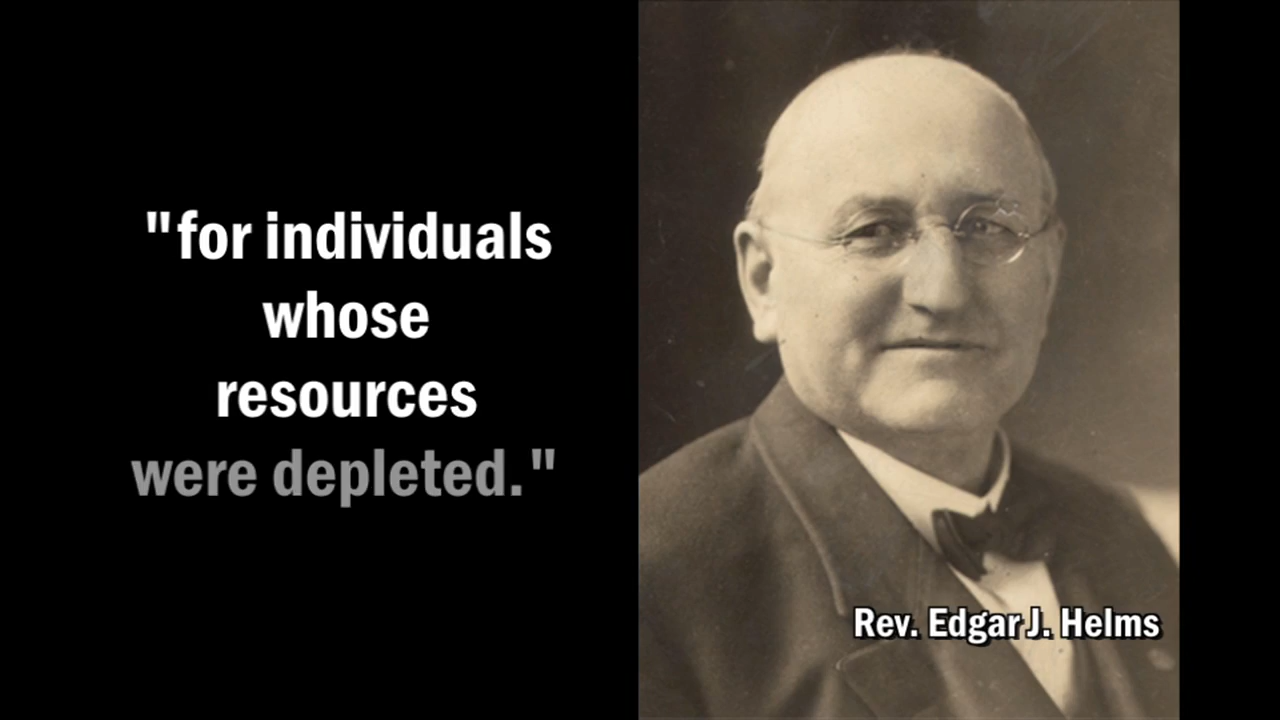 "for individuals
whose
resources
were depleted."
Rev. Edgar J. Helms